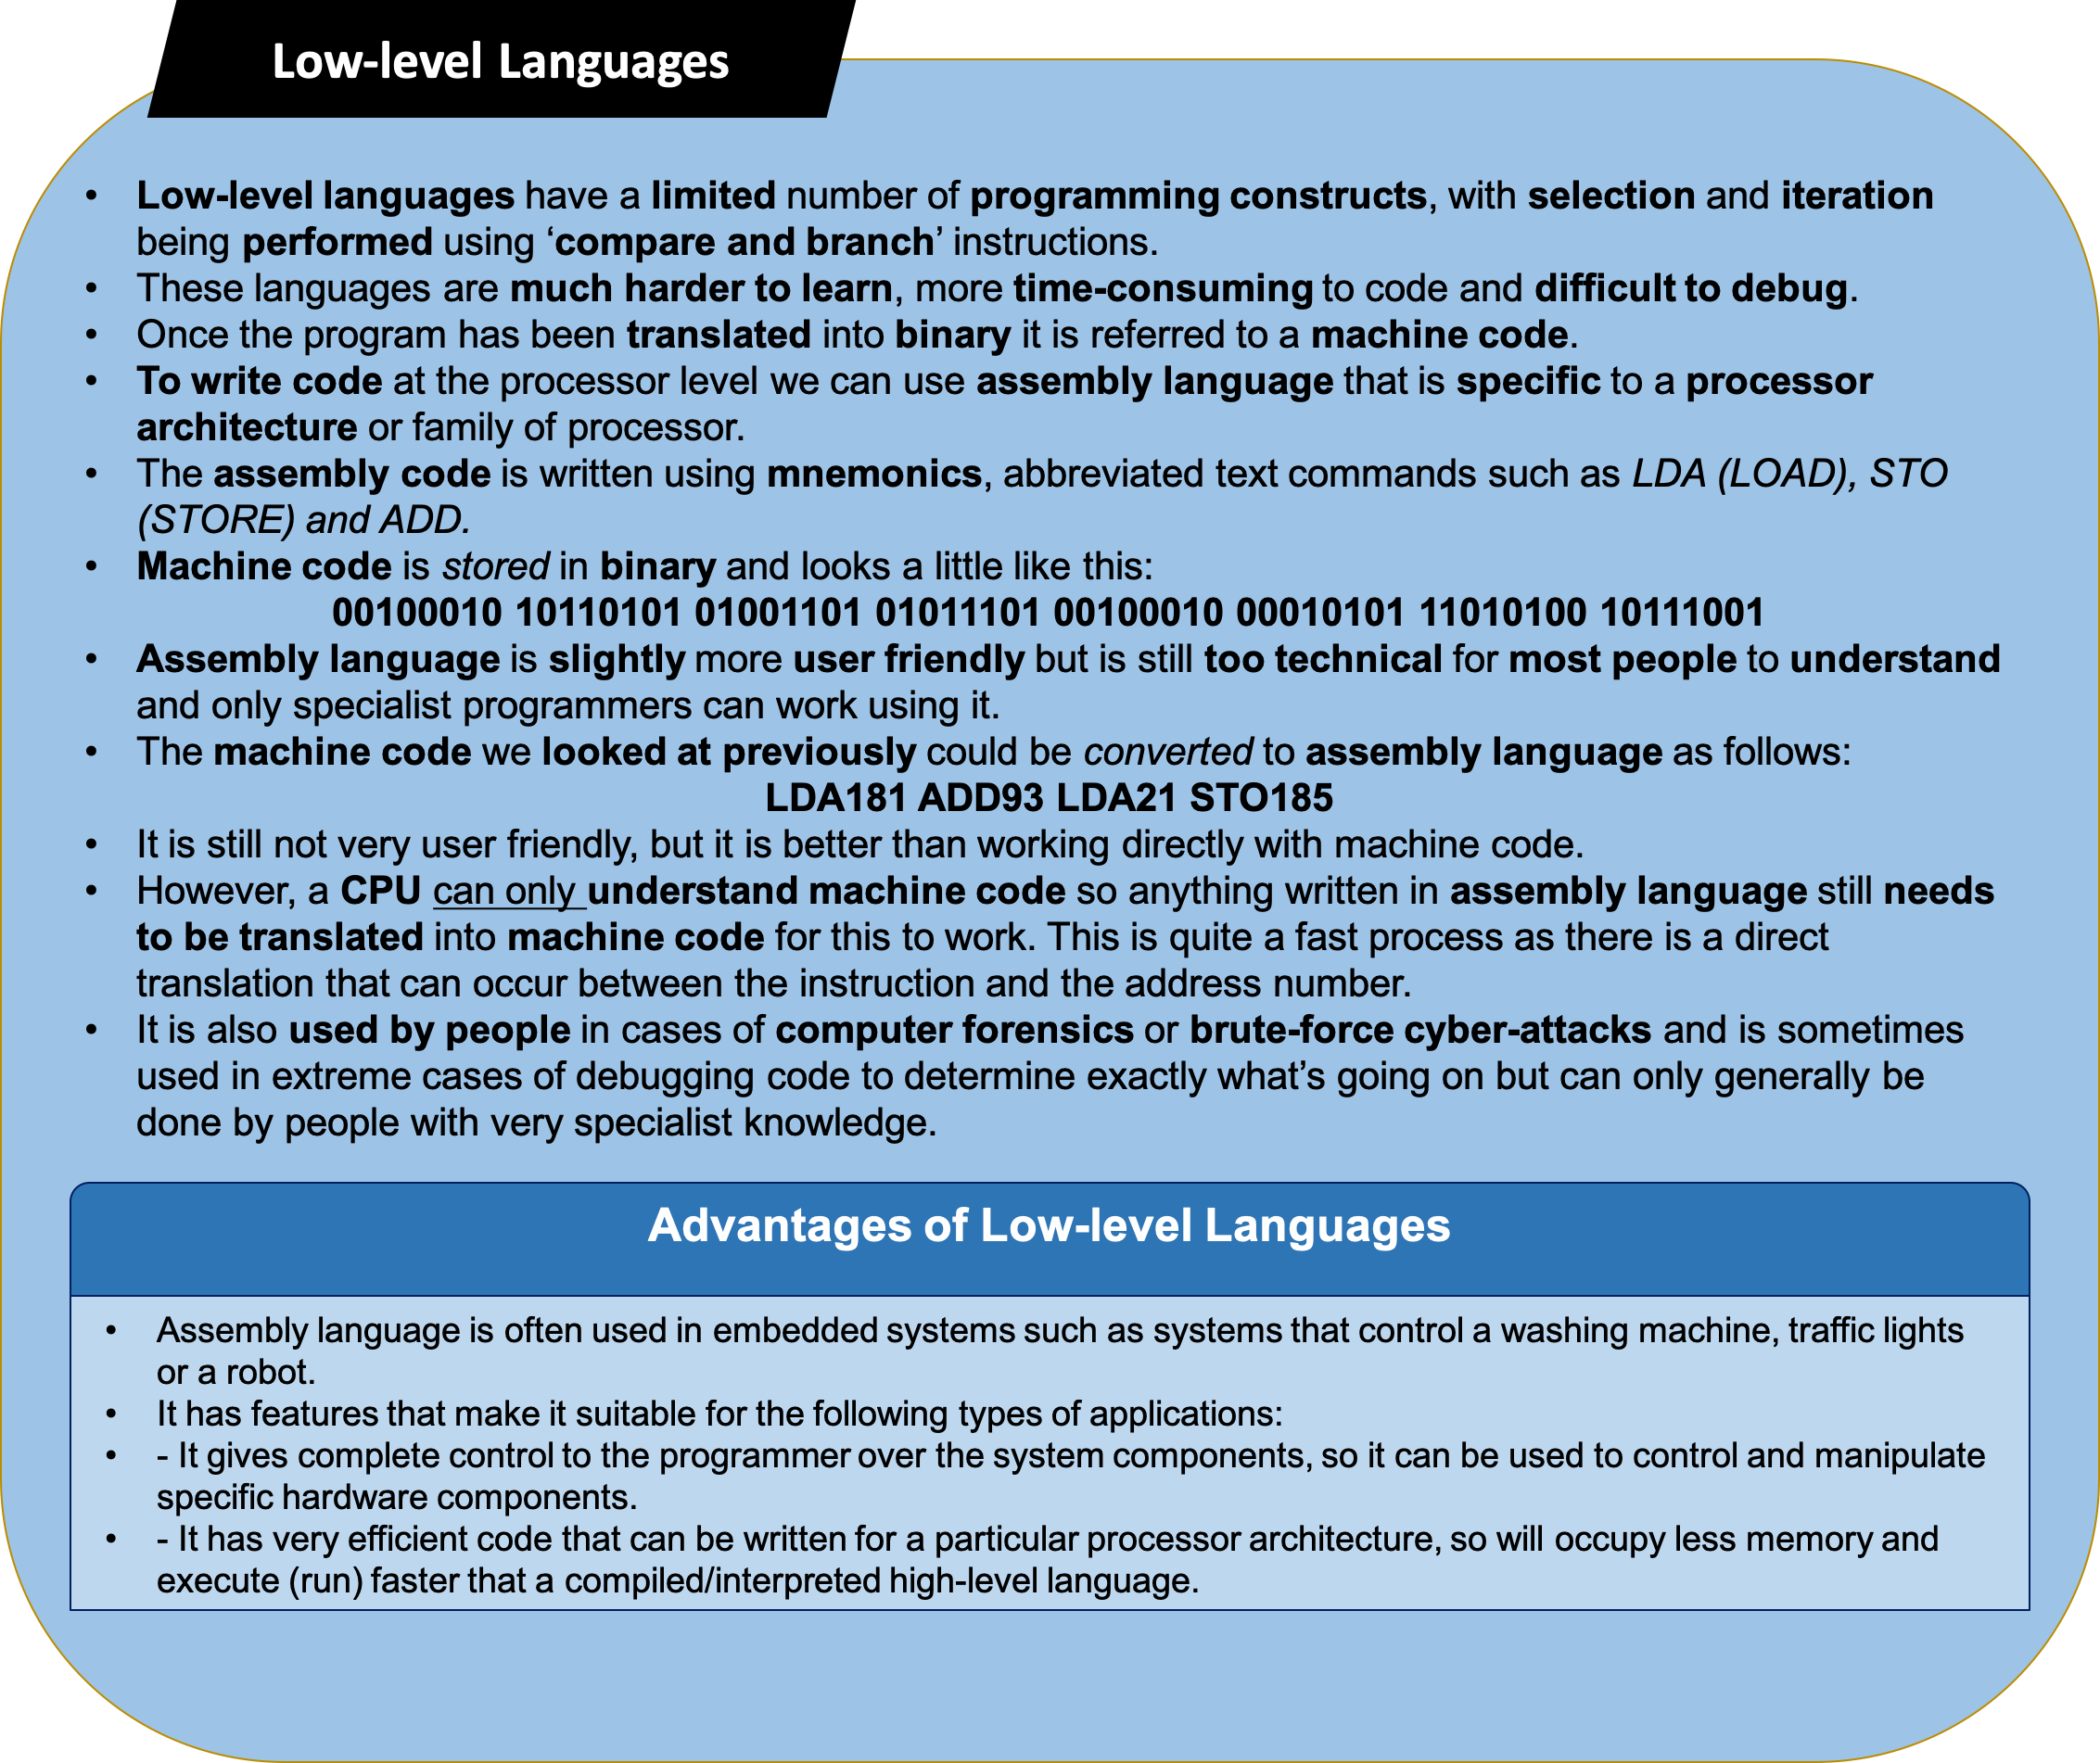 Low-level Languages
• Low-level languages have a limited number of programming constructs, with selection and iteration
being performed using ‘compare and branch’ instructions.
• These languages are much harder to learn, more time-consuming to code and difficult to debug.
• Once the program has been translated into binary it is referred to a machine code.
• To write code at the processor level we can use assembly language that is specific to a processor
architecture or family of processor.
• The assembly code is written using mnemonics, abbreviated text commands such as LDA (LOAD), STO
(STORE) and ADD.
• Machine code is stored in binary and looks a little like this:
00100010 10110101 01001101 01011101 00100010 00010101 11010100 10111001
• Assembly language is slightly more user friendly but is still too technical for most people to understand
and only specialist programmers can work using it.
• The machine code we looked at previously could be converted to assembly language as follows:
LDA181 ADD93 LDA21 STO185
• It is still not very user friendly, but it is better than working directly with machine code.
• However, a CPU can only understand machine code so anything written in assembly language still needs
to be translated into machine code for this to work. This is quite a fast process as there is a direct
translation that can occur between the instruction and the address number.
• It is also used by people in cases of computer forensics or brute-force cyber-attacks and is sometimes
used in extreme cases of debugging code to determine exactly what’s going on but can only generally be
done by people with very specialist knowledge.
Advantages of Low-level Languages
• Assembly language is often used in embedded systems such as systems that control a washing machine, traffic lights
or a robot.
• It has features that make it suitable for the following types of applications:
• - It gives complete control to the programmer over the system components, so it can be used to control and manipulate
specific hardware components.
• - It has very efficient code that can be written for a particular processor architecture, so will occupy less memory and
execute (run) faster that a compiled/interpreted high-level language.